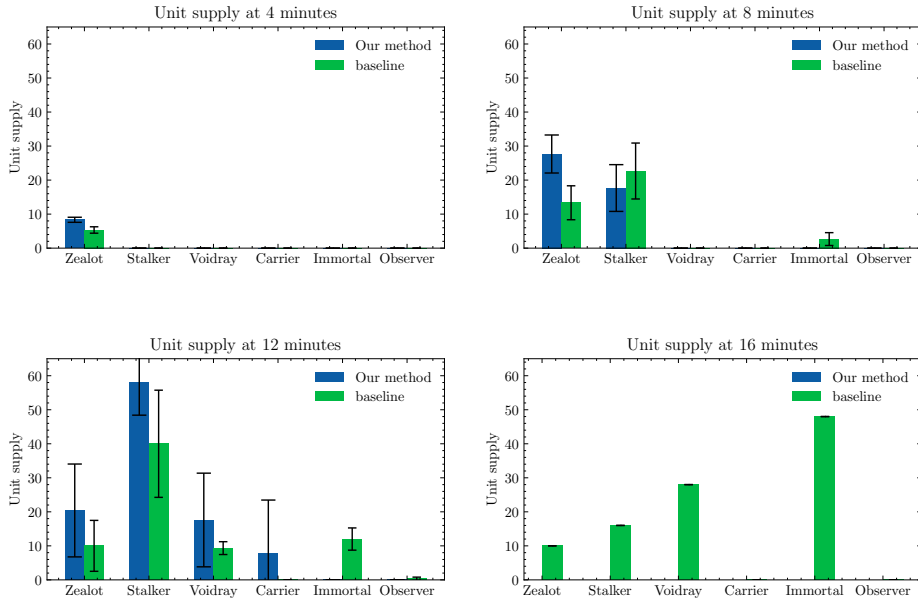 Unit supply at 4 minutes
Unit supply
60
50
40
30
20
10
0
Our method
baseline
Zealot Stalker Voidray Carrier Immortal Observer
Unit supply at 8 minutes
Unit supply
60
50
40
30
20
10
0
Our method
baseline
Zealot Stalker Voidray Carrier Immortal Observer
Unit supply at 12 minutes
Unit supply
60
50
40
30
20
10
0
Our method
baseline
Zealot Stalker Voidray Carrier Immortal Observer
Unit supply at 16 minutes
Unit supply
60
50
40
30
20
10
0
Our method
baseline
Zealot Stalker Voidray Carrier Immortal Observer